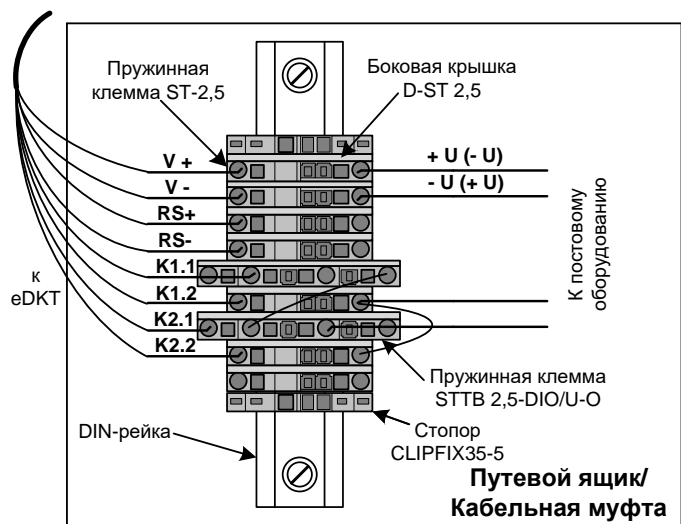 Пружинная
клемма ST-2,5
Боковая крышка
D-ST 2,5
V +
+ U (- U)
V -
- U (+ U)
RS+
RS-
K1.1
K1.2
K2.1
K2.2
к
eDKT
К постовому
оборудованию
Пружинная клемма
STTB 2,5-DIO/U-O
DIN-рейка
Стопор
CLIPFIX35-5
Путевой ящик/
Кабельная муфта